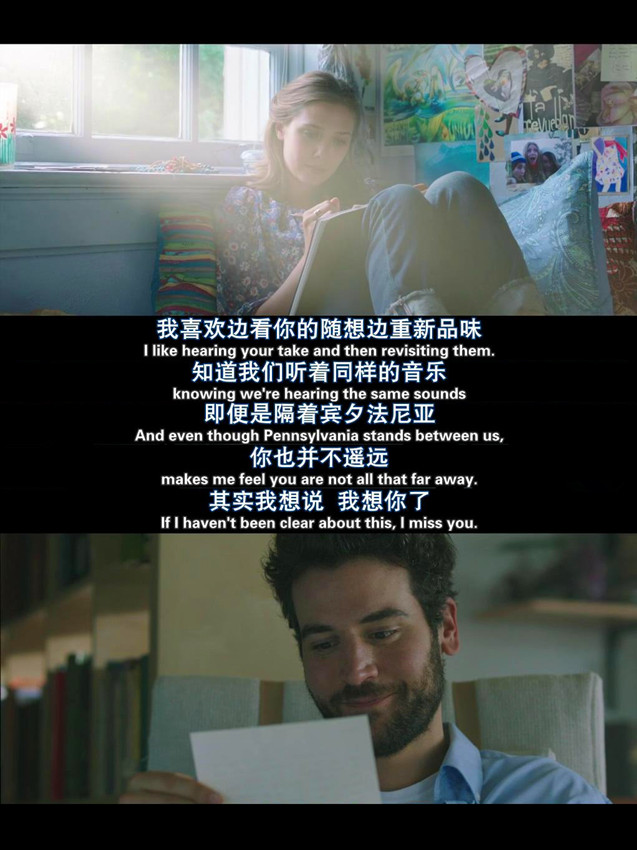 我喜欢边看你的随想边重新品味
I like hearing your take and then revisiting them.
知道我们听着同样的音乐
knowing we're hearing the same sounds
即便是隔着宾夕法尼亚
And even though Pennsylvania stands between us,
你也并不遥远
makes me feel you are not all that far away.
其实我想说 我想你了
If I haven't been clear about this, I miss you.